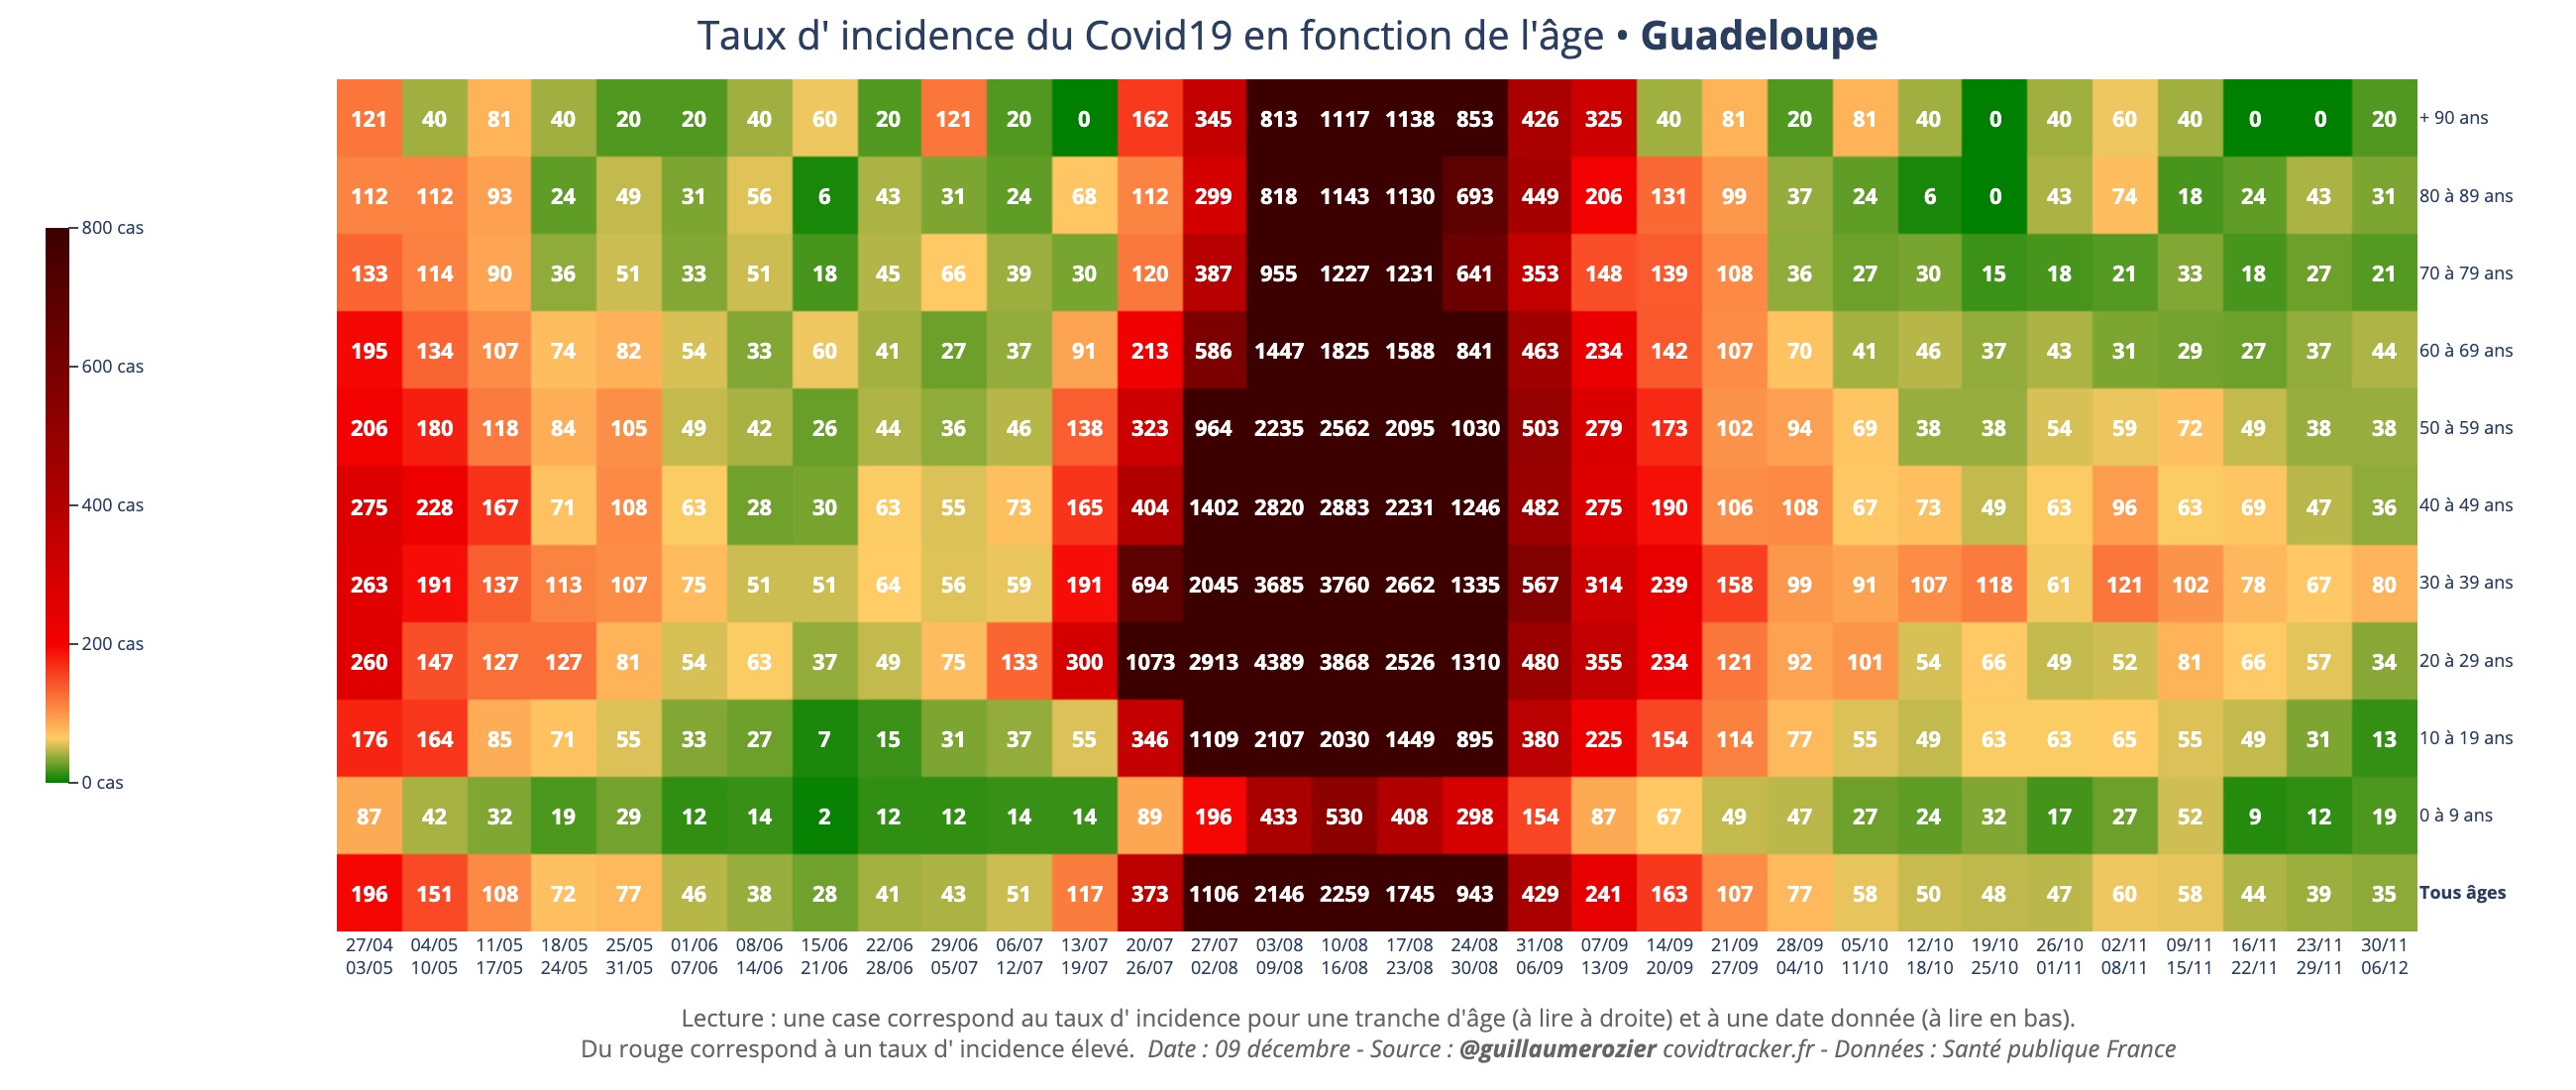 Taux d' incidence du Covid19 en fonction de l'âge • Guadeloupe
800 cas
600 cas
400 cas
200 cas
0 cas
121 40 81 40 20 20 40 60 20 121 20 0 162 345 813 1117 1138 853 426 325 40 81 20 81 40 0 40 60 40 0 0 20 + 90 ans
112 112 93 24 49 31 56 6 43 31 24 68 112 299 818 1143 1130 693 449 206 131 99 37 24 6 0 43 74 18 24 43 31 80 à 89 ans
133 114 90 36 51 33 51 18 45 66 39 30 120 387 955 1227 1231 641 353 148 139 108 36 27 30 15 18 21 33 18 27 21 70 à 79 ans
195 134 107 74 82 54 33 60 41 27 37 91 213 586 1447 1825 1588 841 463 234 142 107 70 41 46 37 43 31 29 27 37 44 60 à 69 ans
206 180 118 84 105 49 42 26 44 36 46 138 323 964 2235 2562 2095 1030 503 279 173 102 94 69 38 38 54 59 72 49 38 38 50 à 59 ans
275 228 167 71 108 63 28 30 63 55 73 165 404 1402 2820 2883 2231 1246 482 275 190 106 108 67 73 49 63 96 63 69 47 36 40 à 49 ans
263 191 137 113 107 75 51 51 64 56 59 191 694 2045 3685 3760 2662 1335 567 314 239 158 99 91 107 118 61 121 102 78 67 80 30 à 39 ans
260 147 127 127 81 54 63 37 49 75 133 300 1073 2913 4389 3868 2526 1310 480 355 234 121 92 101 54 66 49 52 81 66 57 34 20 à 29 ans
176 164 85 71 55 33 27 7 15 31 37 55 346 1109 2107 2030 1449 895 380 225 154 114 77 55 49 63 63 65 55 49 31 13 10 à 19 ans
87 42 32 19 29 12 14 2 12 12 14 14 89 196 433 530 408 298 154 87 67 49 47 27 24 32 17 27 52 9 12 19 0 à 9 ans
196 151 108 72 77 46 38 28 41 43 51 117 373 1106 2146 2259 1745 943 429 241 163 107 77 58 50 48 47 60 58 44 39 35 Tous âges
27/04 04/05 11/05 18/05 25/05 01/06 08/06 15/06 22/06 29/06 06/07 13/07 20/07 27/07 03/08 10/08 17/08 24/08 31/08 07/09 14/09 21/09 28/09 05/10 12/10 19/10 26/10 02/11 09/11 16/11 23/11 30/11
03/05 10/05 17/05 24/05 31/05 07/06 14/06 21/06 28/06 05/07 12/07 19/07 26/07 02/08 09/08 16/08 23/08 30/08 06/09 13/09 20/09 27/09 04/10 11/10 18/10 25/10 01/11 08/11 15/11 22/11 29/11 06/12
Lecture : une case correspond au taux d' incidence pour une tranche d'âge (à lire à droite) et à une date donnée (à lire en bas).
Du rouge correspond à un taux d' incidence élevé. Date : 09 décembre - Source : @guillaumerozier covidtracker.fr - Données : Santé publique France